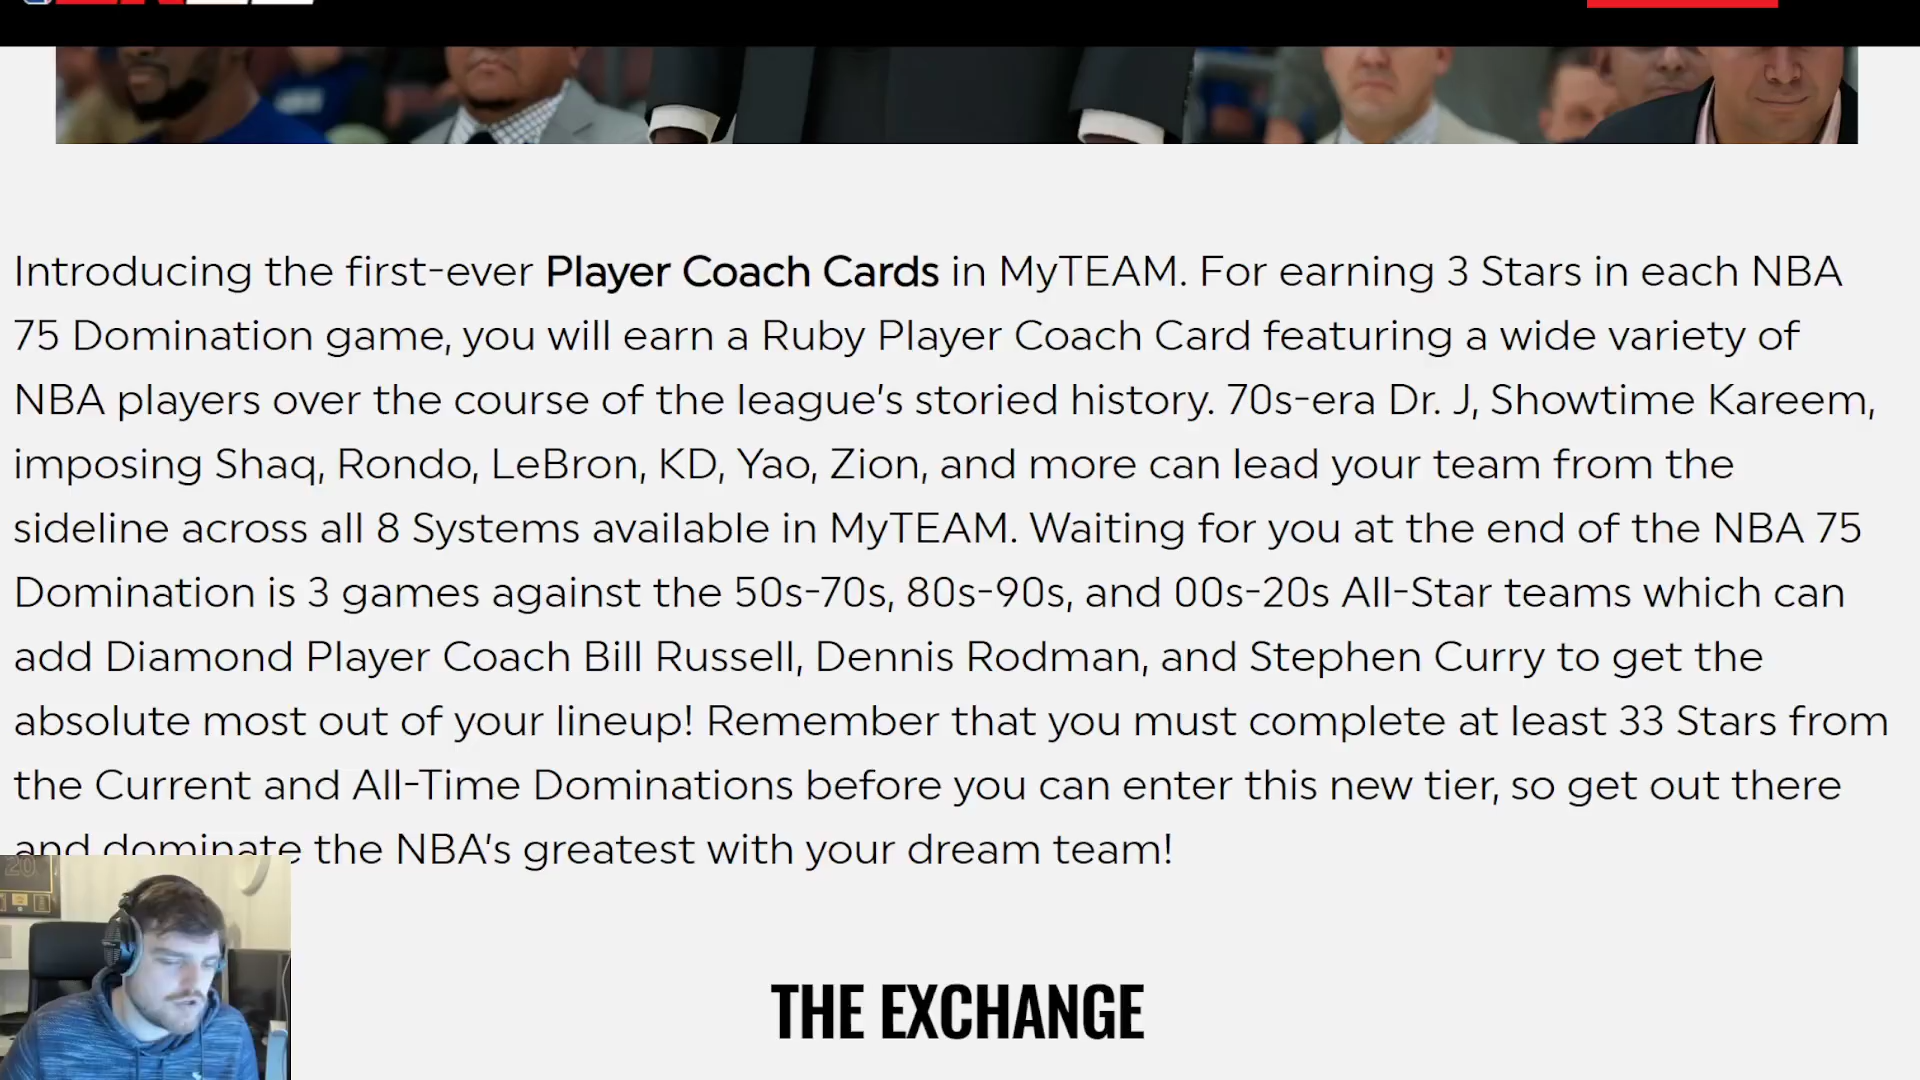 Introducing the first-ever Player Coach Cards in MyTEAM. For earning 3 Stars in each NBA
75 Domination game, you will earn a Ruby Player Coach Card featuring a wide variety of
NBA players over the course of the league’s storied history. 70s-era Dr. J, Showtime Kareem,
imposing Shaq, Rondo, LeBron, KD, Yao, Zion, and more can lead your team from the
sideline across all 8 Systems available in MyTEAM. Waiting for you at the end of the NBA 75
Domination is 3 games against the 50s-70s, 80s-90s, and 00s-20s All-Star teams which can
add Diamond Player Coach Bill Russell, Dennis Rodman, and Stephen Curry to get the
absolute most out of your lineup! Remember that you must complete at least 33 Stars from
the Current and All-Time Dominations before you can enter this new tier, so get out there
and dominate the NBA’s greatest with your dream team!
THE EXCHANGE